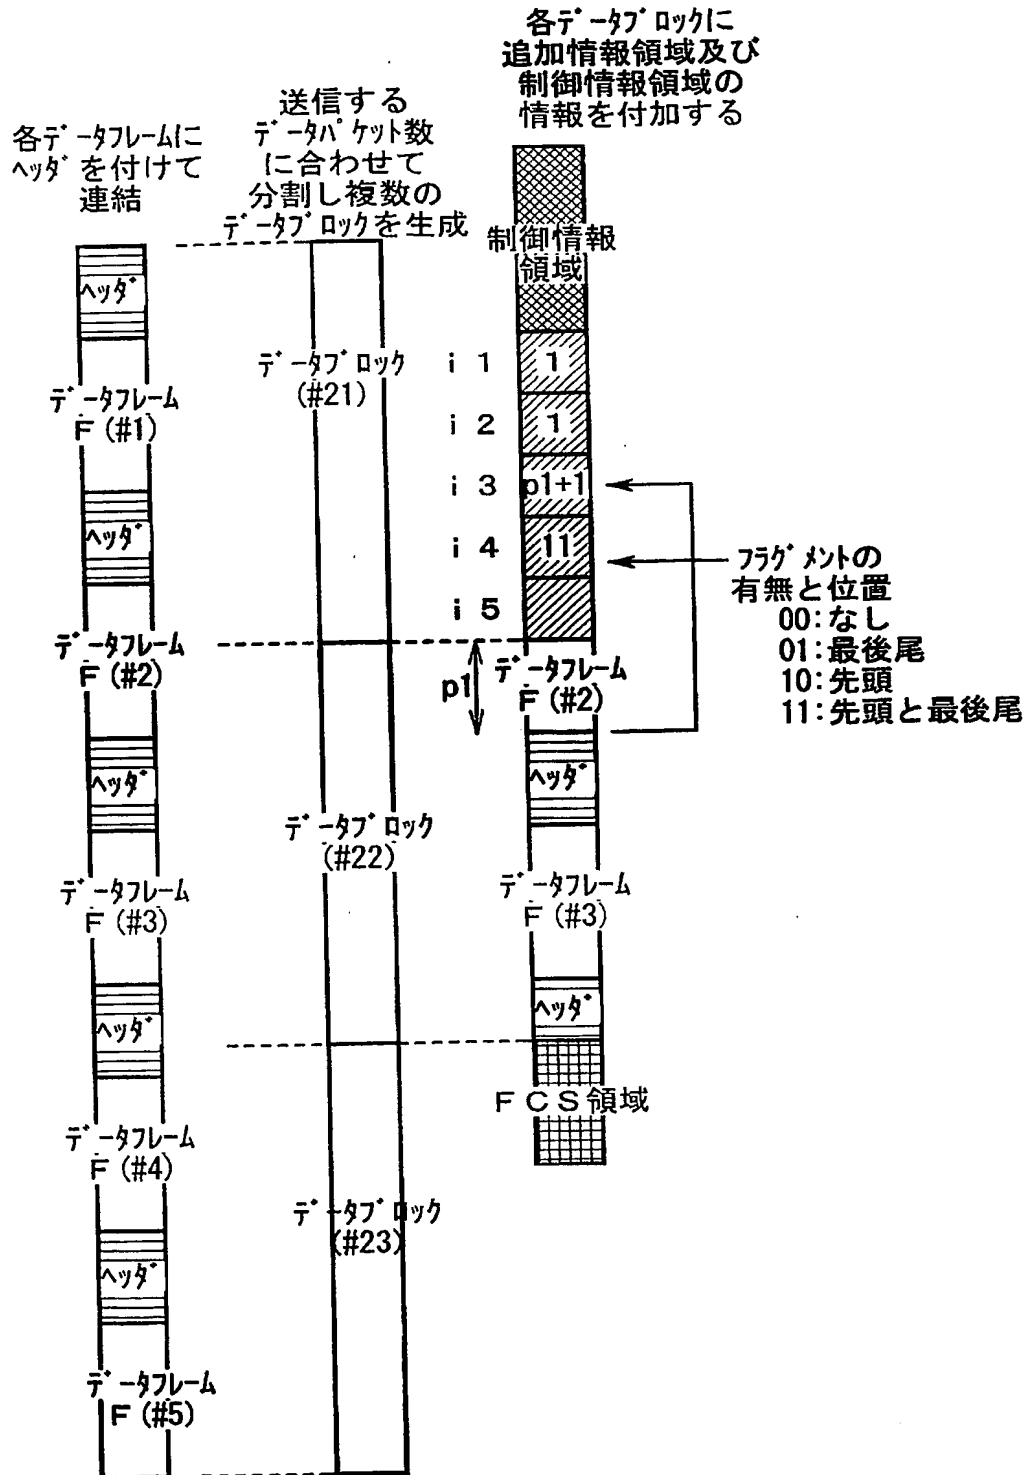 各ﾃﾞｰﾀﾌﾚｰﾑに
ﾍｯﾀﾞを付けて
連結
送信する
ﾃﾞｰﾀﾊﾟｹｯﾄ数
に合わせて
分割し複数の
ﾃﾞｰﾀﾌﾞﾛｯｸを生成
各ﾃﾞｰﾀﾌﾞﾛｯｸに
追加情報領域及び
制御情報領域の
情報を付加する
ﾍｯﾀﾞ
ﾃﾞｰﾀﾌﾚｰﾑ
F (#1)
ﾍｯﾀﾞ
ﾃﾞｰﾀﾌﾚｰﾑ
F (#2)
ﾍｯﾀﾞ
ﾃﾞｰﾀﾌﾚｰﾑ
F (#3)
ﾍｯﾀﾞ
ﾃﾞｰﾀﾌﾚｰﾑ
F (#4)
ﾍｯﾀﾞ
ﾃﾞｰﾀﾌﾚｰﾑ
F (#5)
ﾃﾞｰﾀﾌﾞﾛｯｸ
(#21)
ﾃﾞｰﾀﾌﾞﾛｯｸ
(#22)
ﾃﾞｰﾀﾌﾞﾛｯｸ
(#23)
制御情報
領域
ｉ１ 1
ｉ２ 1
ｉ３ p1+1
ｉ４ 11
ｉ５
p1
ﾃﾞｰﾀﾌﾚｰﾑ
F (#2)
ﾍｯﾀﾞ
ﾃﾞｰﾀﾌﾚｰﾑ
F (#3)
ﾍｯﾀﾞ
ＦＣＳ領域
ﾌﾗｸﾞﾒﾝﾄの
有無と位置
00:なし
01:最後尾
10:先頭
11:先頭と最後尾